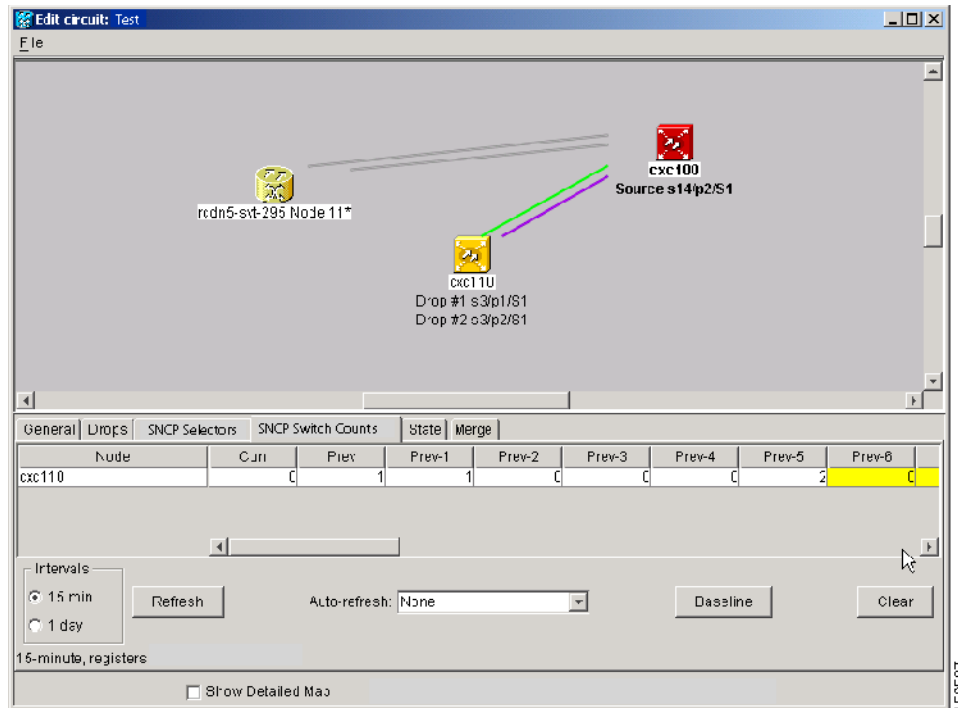 Edit circuit: Test
File
cxc100
Source s14/p2/S1
rcdn5-svt-295 Node 11*
cxc110
Drop #1 s3/p1/S1
Drop #2 s3/p2/S1
General Drops SNCP Selectors SNCP Switch Counts State Merge
Node Curr Prev Prev-1 Prev-2 Prev-3 Prev-4 Prev-5 Prev-6
cxc110 0 1 1 0 0 0 2 0
Intervals
15 min
Refresh
Auto-refresh: None
Baseline
Clear
1 day
15-minute, registers
Show Detailed Map